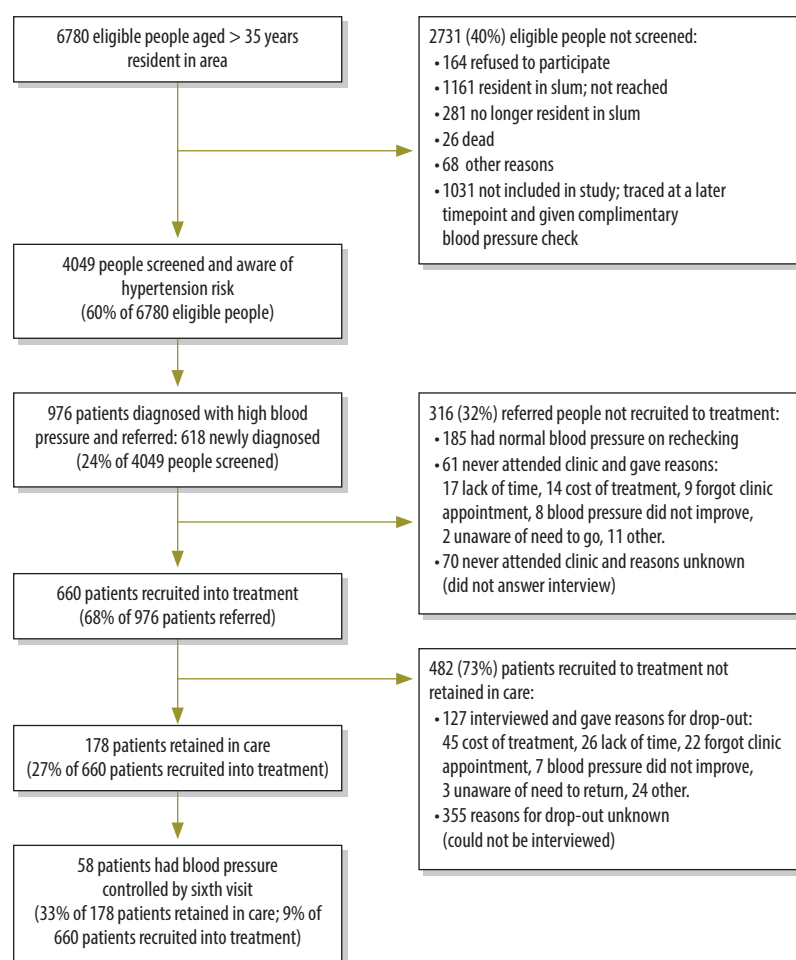 6780 eligible people aged > 35 years
resident in area
2731 (40%) eligible people not screened:
• 164 refused to participate
• 1161 resident in slum; not reached
• 281 no longer resident in slum
• 26 dead
• 68 other reasons
• 1031 not included in study; traced at a later
timepoint and given complimentary
blood pressure check
4049 people screened and aware of
hypertension risk
(60% of 6780 eligible people)
976 patients diagnosed with high blood
pressure and referred: 618 newly diagnosed
(24% of 4049 people screened)
316 (32%) referred people not recruited to treatment:
• 185 had normal blood pressure on rechecking
• 61 never attended clinic and gave reasons:
17 lack of time, 14 cost of treatment, 9 forgot clinic
appointment, 8 blood pressure did not improve,
2 unaware of need to go, 11 other.
• 70 never attended clinic and reasons unknown
(did not answer interview)
660 patients recruited into treatment
(68% of 976 patients referred)
482 (73%) patients recruited to treatment not
retained in care:
• 127 interviewed and gave reasons for drop-out:
45 cost of treatment, 26 lack of time, 22 forgot clinic
appointment, 7 blood pressure did not improve,
3 unaware of need to return, 24 other.
• 355 reasons for drop-out unknown
(could not be interviewed)
178 patients retained in care
(27% of 660 patients recruited into treatment)
58 patients had blood pressure
controlled by sixth visit
(33% of 178 patients retained in care; 9% of
660 patients recruited into treatment)